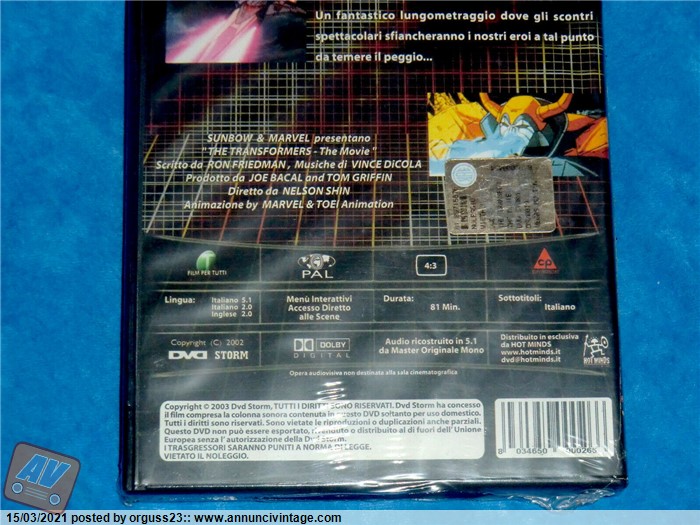 Un fantastico lungometraggio dove gli scontri
spettacolari sfiancheranno i nostri eroi a tal punto
da temere il peggio...
SUNBOW & MARVEL presentano
"THE TRANSFORMERS - The Movie"
Scritto da RON FRIEDMAN, Musiche di VINCE DiCOLA
Prodotto da JOE BACAL and TOM GRIFFIN
Diretto da NELSON SHIN
Animazione by MARVEL & TOEI Animation
FILM PER TUTTI
PAL
4:3
cp
Lingua: Italiano 5.1
Italiano 2.0
Inglese 2.0
Menù Interattivi
Accesso Diretto
alle Scene
Durata:
81 Min.
Sottotitoli:
Italiano
Copyright (C) 2002
DVD STORM
DOLBY
DIGITAL
Audio ricostruito in 5.1
da Master Originale Mono
Distribuito in esclusiva
da HOT MINDS
www.hotminds.it
dvd@hotminds.it
HOT MINDS
Opera audiovisiva non destinato alla sala cinematografica
Copyright © 2003 Dvd Storm, TUTTI I DIRITTI SONO RISERVATI. Dvd Storm ha concesso
il film compresa la colonna sonora contenuta in questo DVD soltanto per uso domestico.
Tutti i diritti sono riservati. Sono vietate le riproduzioni o duplicazioni anche parziali.
Questo DVD non può essere esportato, rivenduto o distribuito al di fuori dell' Unione
Europea senza l' autorizzazione della Dvd Storm.
I TRASGRESSORI SARANNO PUNITI A NORMA DI LEGGE.
VIETATO IL NOLEGGIO.
8 034650 000265
AV
15/03/2021 posted by orguss23:: www.annuncivintage.com